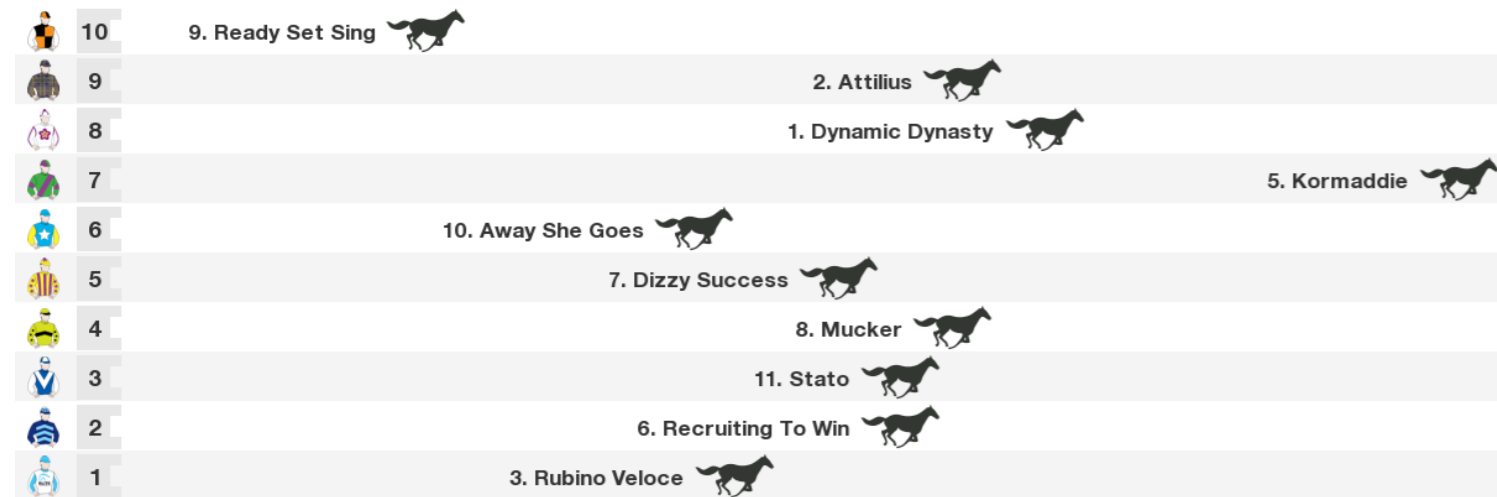 10 9. Ready Set Sing
9 2. Attilius
8 1. Dynamic Dynasty
7 5. Kormaddie
6 10. Away She Goes
5 7. Dizzy Success
4 8. Mucker
3 11. Stato
2 6. Recruiting To Win
1 3. Rubino Veloce